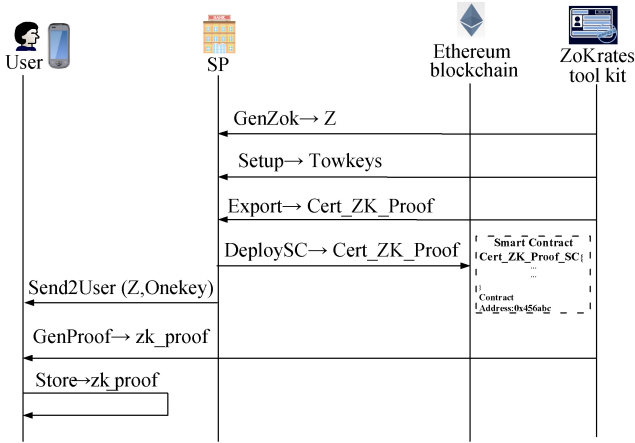 User
SP
Ethereum
blockchain
ZoKrates
tool kit
GenZok→ Z
Setup→ Towkeys
Export→ Cert_ZK_Proof
DeploySC→ Cert_ZK_Proof
Smart Contract
Cert_ZK_Proof_SC{
...
...
}
Contract
Address:0x456abc
Send2User (Z,Onekey)
GenProof→ zk_proof
Store→zk_proof